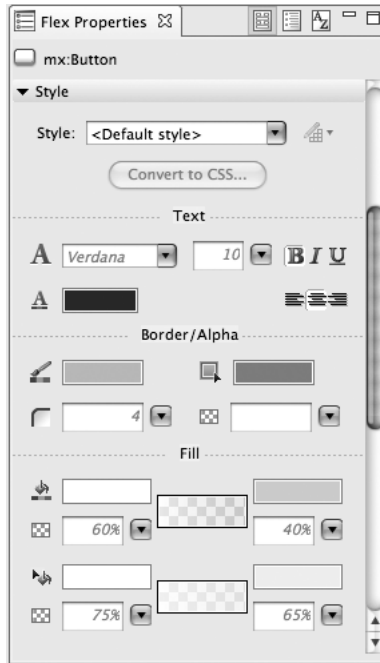 Flex Properties
mx:Button
Style
Style: <Default style>
Convert to CSS...
Text
A Verdana 10 B I U
A
Border/Alpha
4
Fill
60% 40%
75% 65%